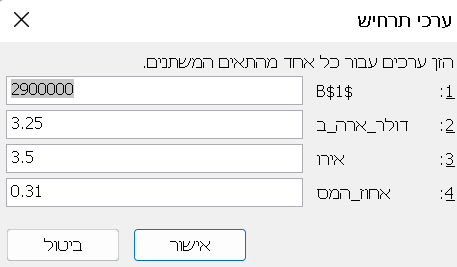 ערכי תרחיש
הזן ערכים עבור כל אחד מהתאים המשתנים.
1: $B$1 2900000
2: דולר_ארה_ב 3.25
3: אירו 3.5
4: אחוז_המס 0.31
אישור ביטול